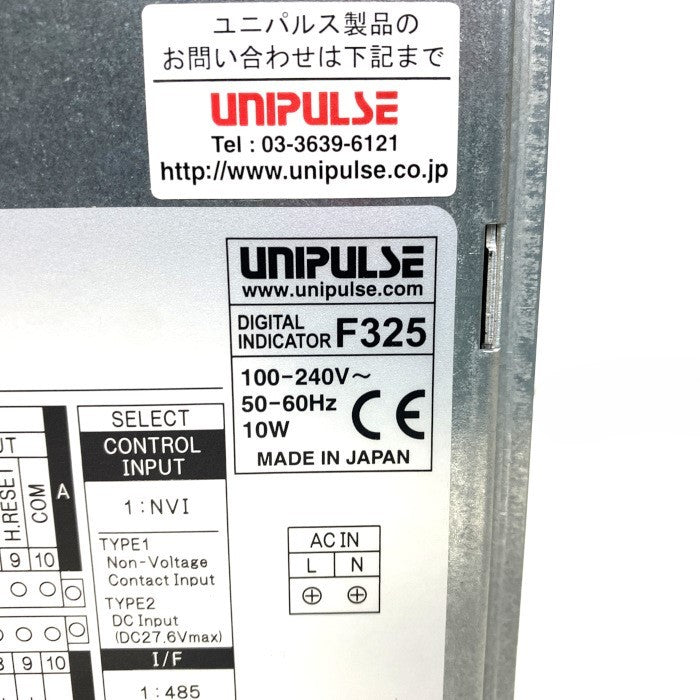 ユニパルス製品の
お問い合わせは下記まで
UNIPULSE
Tel : 03-3639-6121
http://www.unipulse.co.jp
UNIPULSE
www.unipulse.com
DIGITAL
INDICATOR F325
100-240V～
50-60Hz
10W
CE
MADE IN JAPAN
SELECT
CONTROL
INPUT
1:NVI
TYPE1
Non-Voltage
Contact Input
TYPE2
DC Input
(DC27.6Vmax)
I/F
1:485
UT
H.RESET
COM
A
9 10
9 10
AC IN
L N